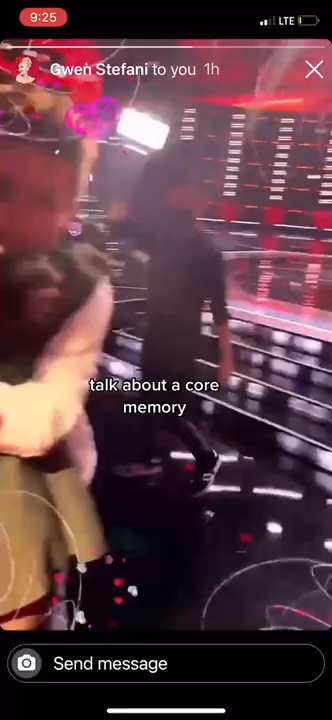 9:25
LTE
Gwen Stefani to you 1h
talk about a core
memory
Send message